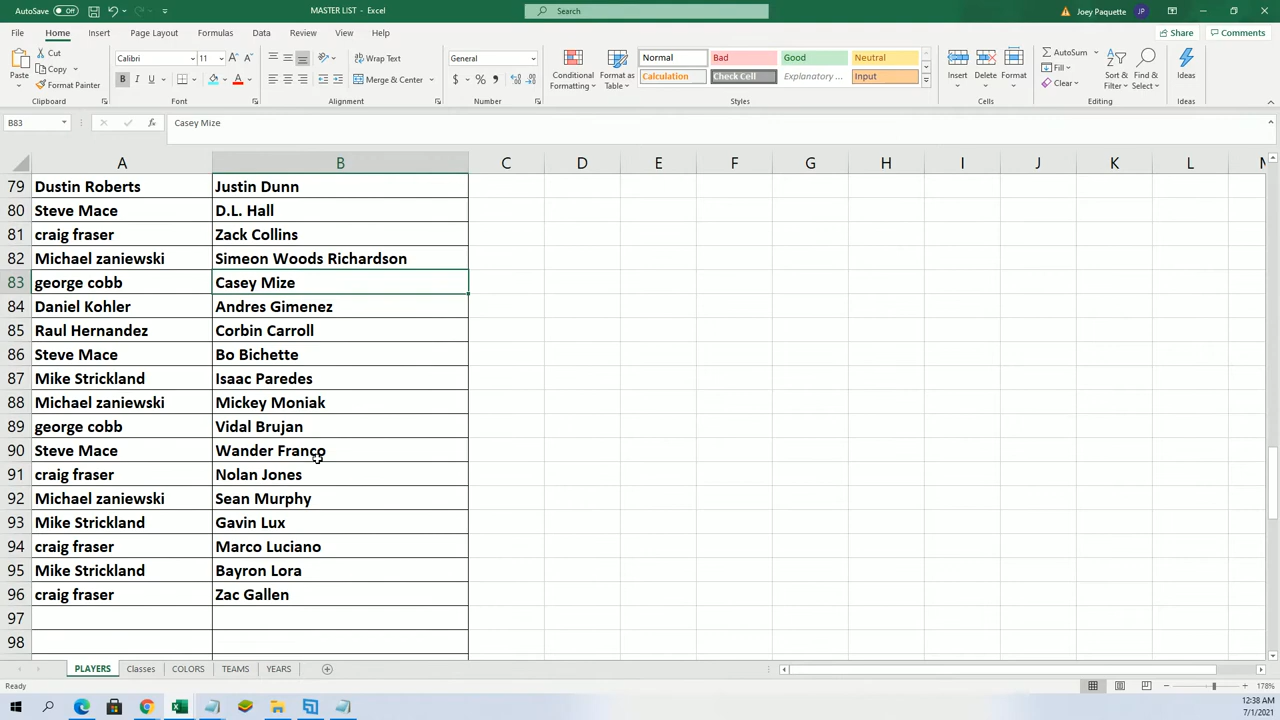 AutoSave Off MASTER LIST - Excel Search Joey Paquette JP
File Home Insert Page Layout Formulas Data Review View Help Share Comments
Paste Cut Copy Format Painter Clipboard
Calibri 11 B I U Font
Wrap Text Merge & Center Alignment
General $ % Number
Conditional Formatting Format as Table Normal Bad Good Neutral Calculation Check Cell Explanatory ... Input Styles
Insert Delete Format Cells
AutoSum Fill Clear Sort & Filter Find & Select Editing
Ideas Ideas
B83 fx Casey Mize
A B C D E F G H I J K L M
79 Dustin Roberts Justin Dunn
80 Steve Mace D.L. Hall
81 craig fraser Zack Collins
82 Michael zaniewski Simeon Woods Richardson
83 george cobb Casey Mize
84 Daniel Kohler Andres Gimenez
85 Raul Hernandez Corbin Carroll
86 Steve Mace Bo Bichette
87 Mike Strickland Isaac Paredes
88 Michael zaniewski Mickey Moniak
89 george cobb Vidal Brujan
90 Steve Mace Wander Franco
91 craig fraser Nolan Jones
92 Michael zaniewski Sean Murphy
93 Mike Strickland Gavin Lux
94 craig fraser Marco Luciano
95 Mike Strickland Bayron Lora
96 craig fraser Zac Gallen
97
98
PLAYERS Classes COLORS TEAMS YEARS
Ready 178%
12:38 AM
7/1/2021